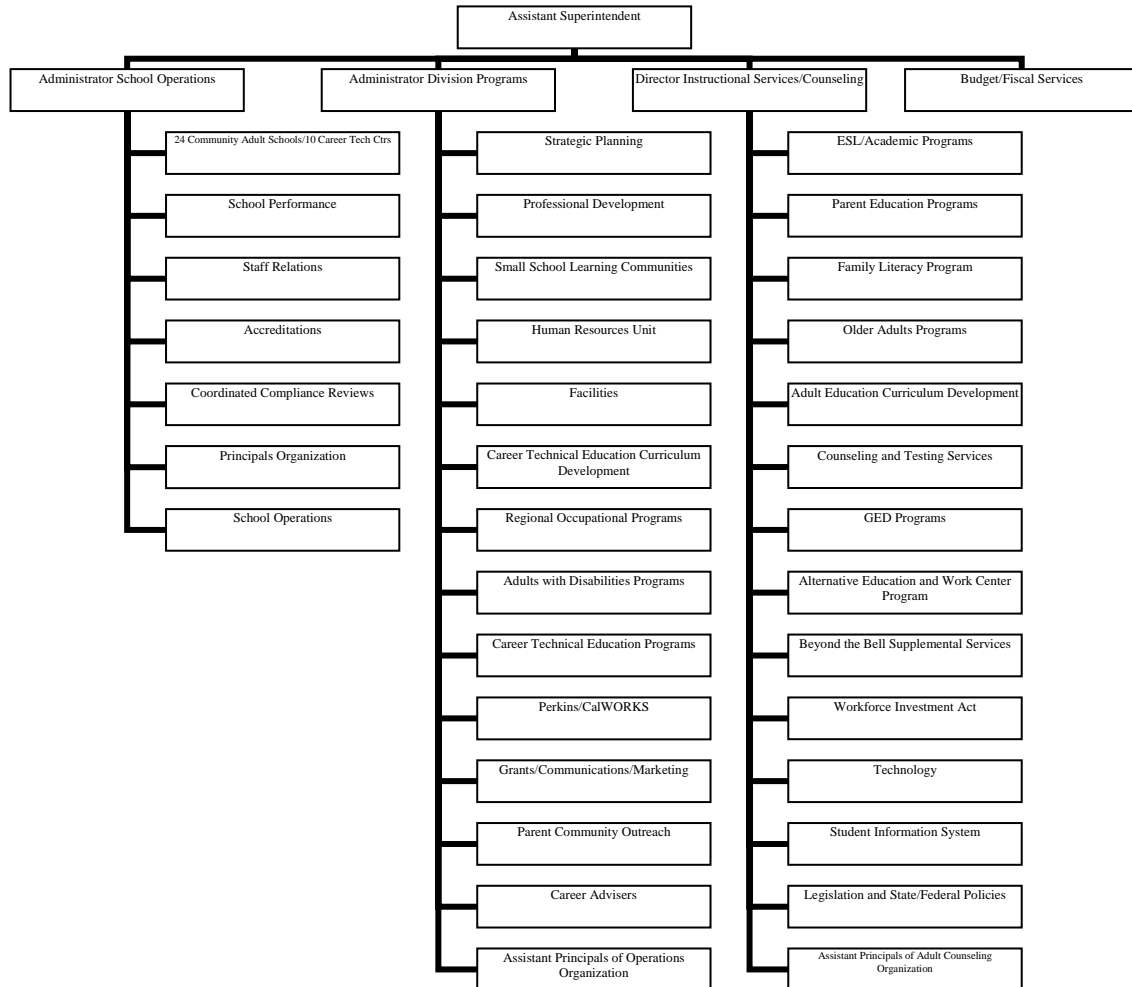 Assistant Superintendent
Administrator School Operations
Administrator Division Programs
Director Instructional Services/Counseling
Budget/Fiscal Services
24 Community Adult Schools/10 Career Tech Ctrs
School Performance
Staff Relations
Accreditations
Coordinated Compliance Reviews
Principals Organization
School Operations
Strategic Planning
Professional Development
Small School Learning Communities
Human Resources Unit
Facilities
Career Technical Education Curriculum
Development
Regional Occupational Programs
Adults with Disabilities Programs
Career Technical Education Programs
Perkins/CalWORKS
Grants/Communications/Marketing
Parent Community Outreach
Career Advisers
Assistant Principals of Operations
Organization
ESL/Academic Programs
Parent Education Programs
Family Literacy Program
Older Adults Programs
Adult Education Curriculum Development
Counseling and Testing Services
GED Programs
Alternative Education and Work Center
Program
Beyond the Bell Supplemental Services
Workforce Investment Act
Technology
Student Information System
Legislation and State/Federal Policies
Assistant Principals of Adult Counseling
Organization